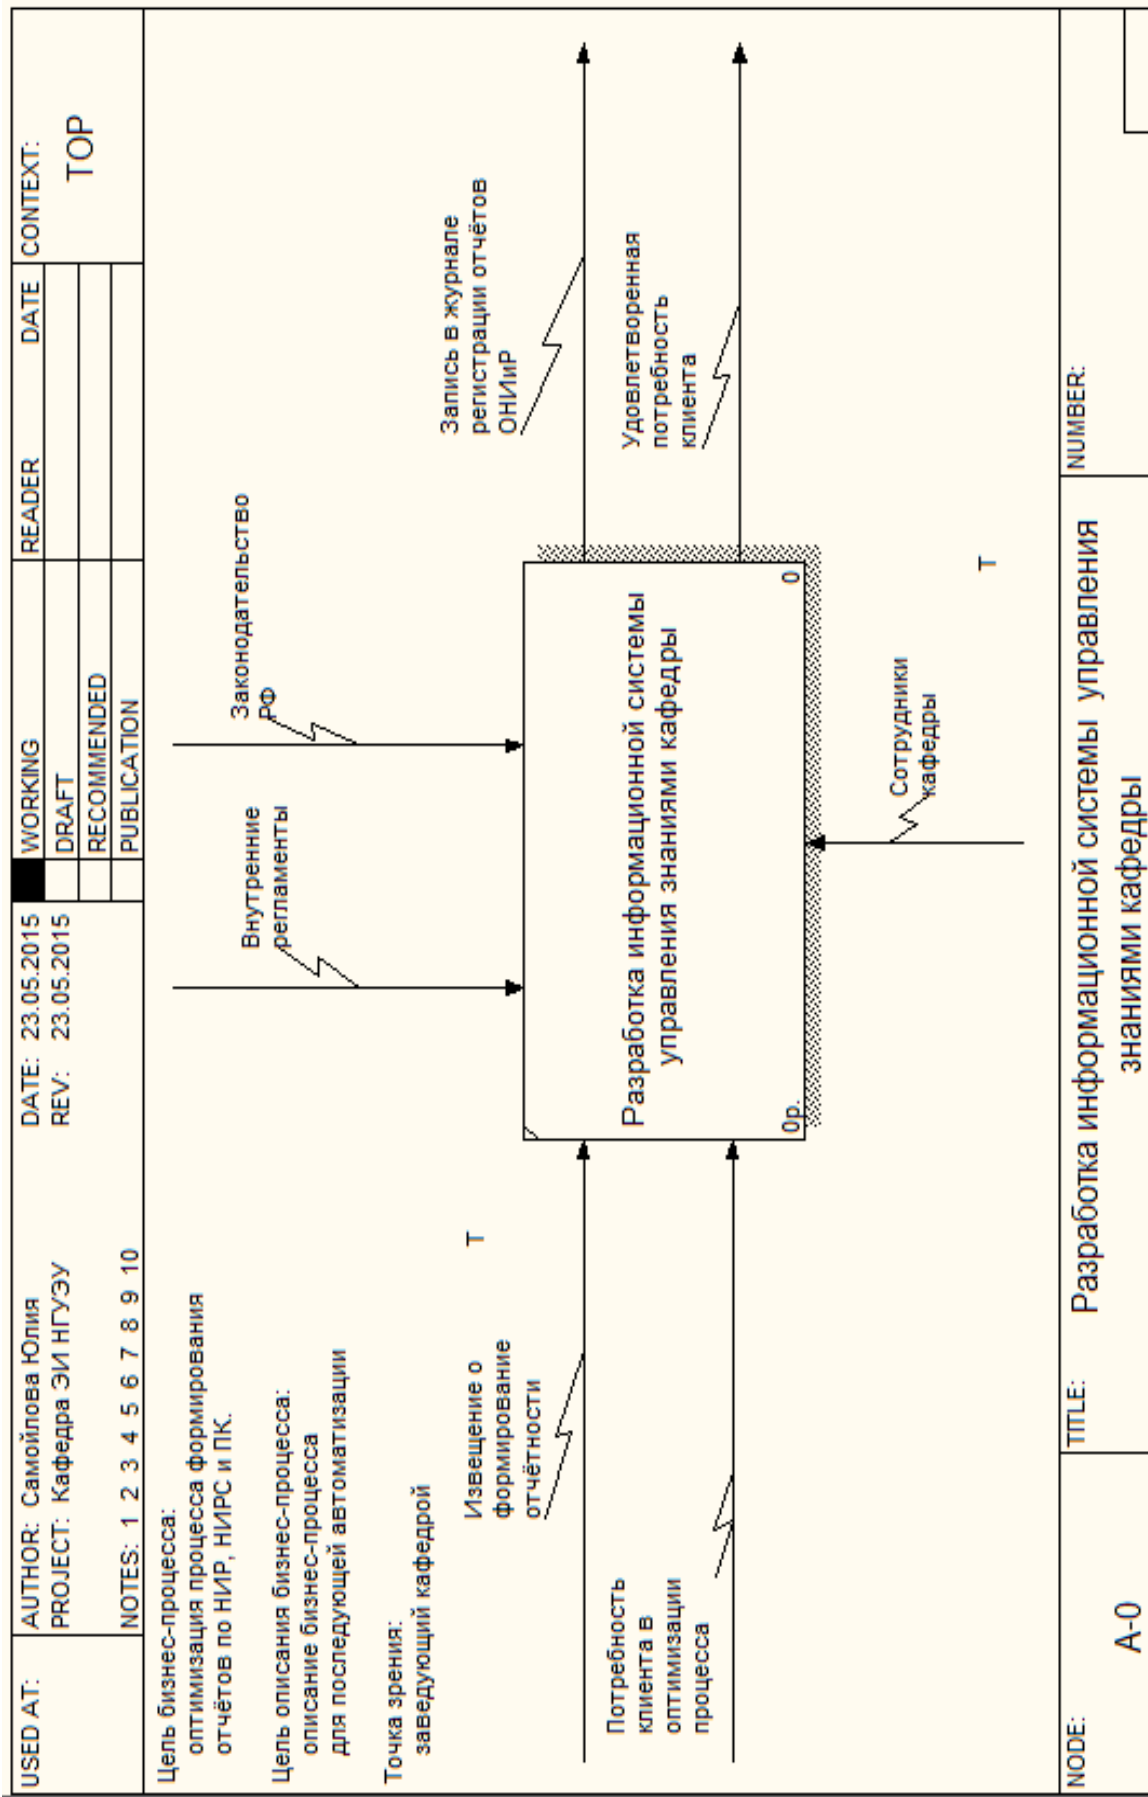 USED AT:
AUTHOR: Самойлова Юлия
PROJECT: Кафедра ЭИ НГУЭУ
NOTES: 1 2 3 4 5 6 7 8 9 10
DATE: 23.05.2015
REV: 23.05.2015
WORKING
DRAFT
RECOMMENDED
PUBLICATION
READER
DATE
CONTEXT:
TOP
Цель бизнес-процесса:
оптимизация процесса формирования
отчётов по НИР, НИРС и ПК.
Цель описания бизнес-процесса:
описание бизнес-процесса
для последующей автоматизации
Точка зрения:
заведующий кафедрой
Внутренние
регламенты
Законодательство
РФ
Запись в журнале
регистрации отчётов
ОНИиР
Удовлетворенная
потребность
клиента
T
Извещение о
формирование
отчётности
Потребность
клиента в
оптимизации
процесса
Разработка информационной системы
управления знаниями кафедры
0р.
0
Сотрудники
кафедры
T
NODE:
A-0
TITLE:
Разработка информационной системы управления
знаниями кафедры
NUMBER: